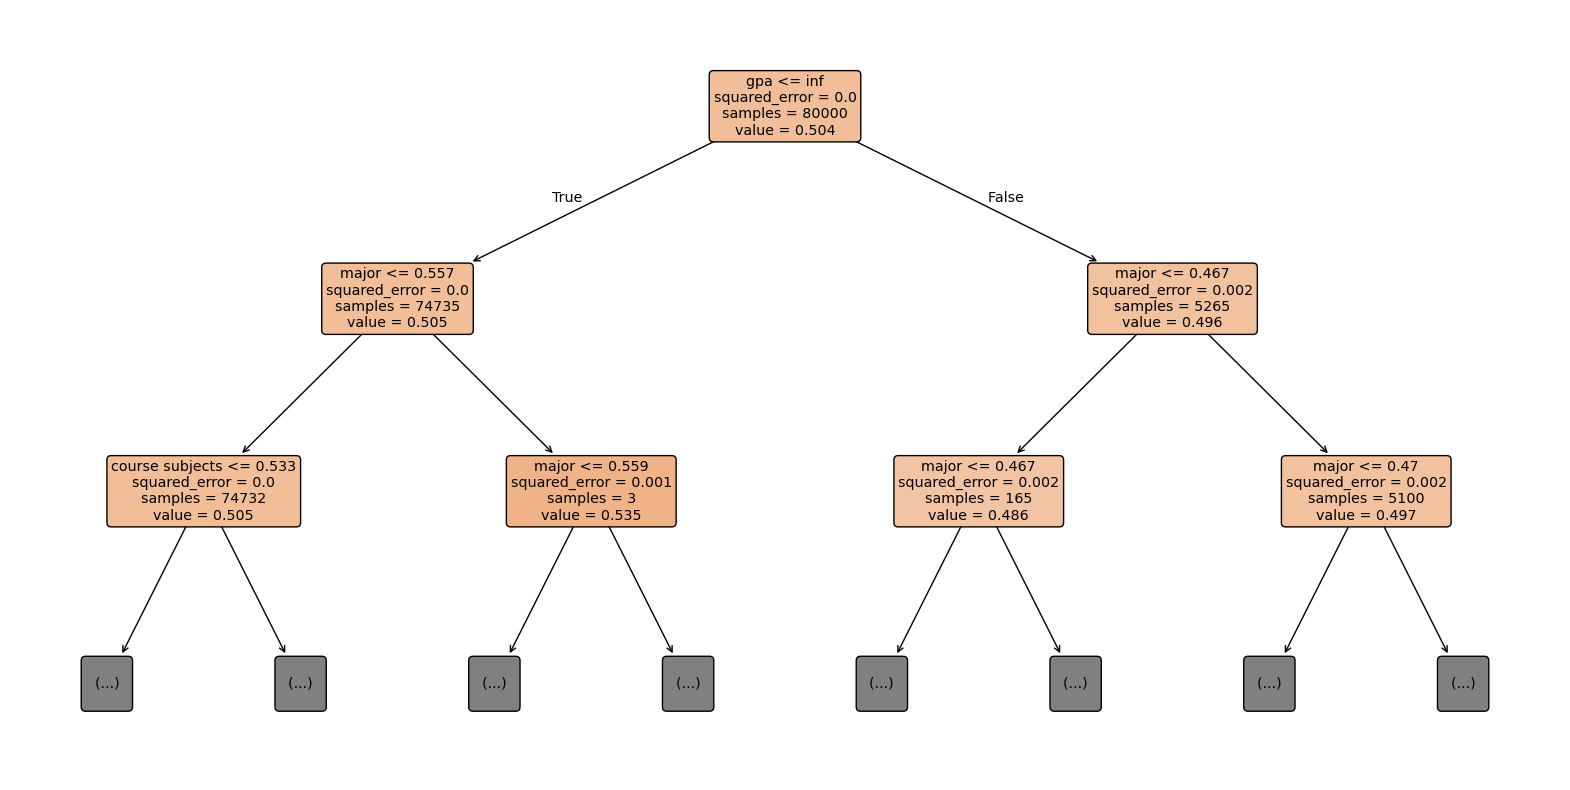 gpa <= inf
squared_error = 0.0
samples = 80000
value = 0.504
True
False
major <= 0.557
squared_error = 0.0
samples = 74735
value = 0.505
major <= 0.467
squared_error = 0.002
samples = 5265
value = 0.496
course subjects <= 0.533
squared_error = 0.0
samples = 74732
value = 0.505
major <= 0.559
squared_error = 0.001
samples = 3
value = 0.535
major <= 0.467
squared_error = 0.002
samples = 165
value = 0.486
major <= 0.47
squared_error = 0.002
samples = 5100
value = 0.497
(...)
(...)
(...)
(...)
(...)
(...)
(...)
(...)